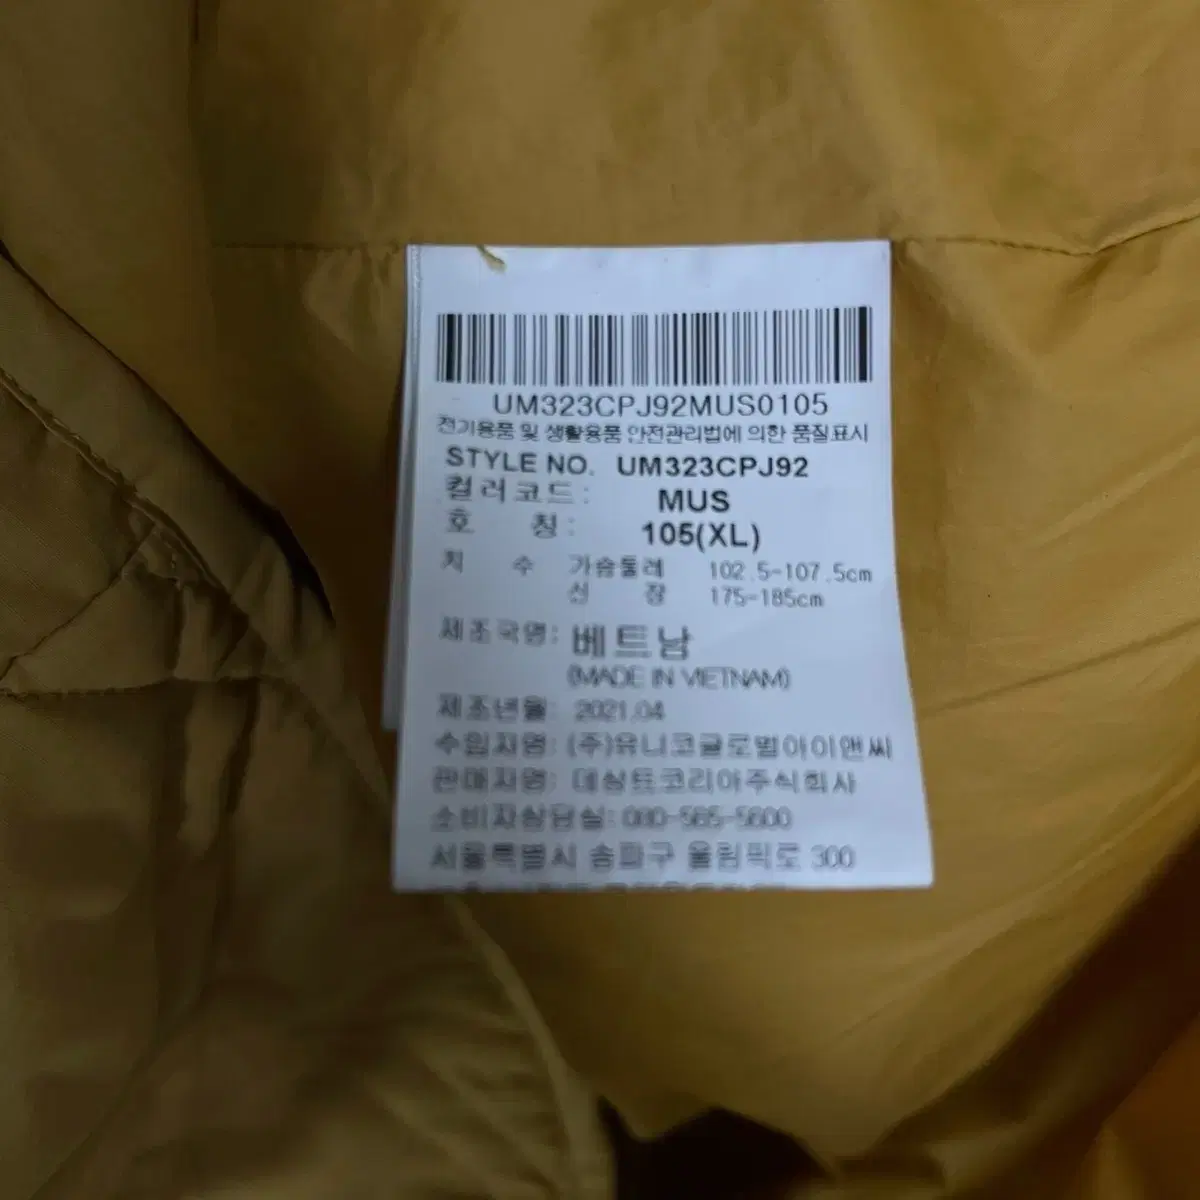 UM323CPJ92MUS0105
전기용품 및 생활용품 안전관리법에 의한 품질표시
STYLE NO. UM323CPJ92
컬러코드: MUS
호 칭: 105(XL)
치 수 가슴둘레 102.5-107.5cm
신 장 175-185cm
제조국명: 베트남
(MADE IN VIETNAM)
제조년월: 2021.04
수입자명: (주)유니코글로벌아이앤씨
판매자명: 데상트코리아주식회사
소비자상담실: 080-565-5600
서울특별시 송파구 올림픽로 300